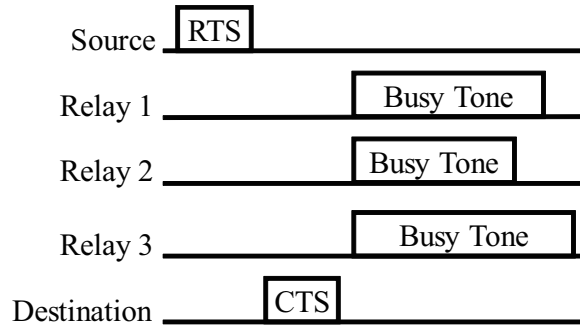 Source RTS
Relay 1 Busy Tone
Relay 2 Busy Tone
Relay 3 Busy Tone
Destination CTS